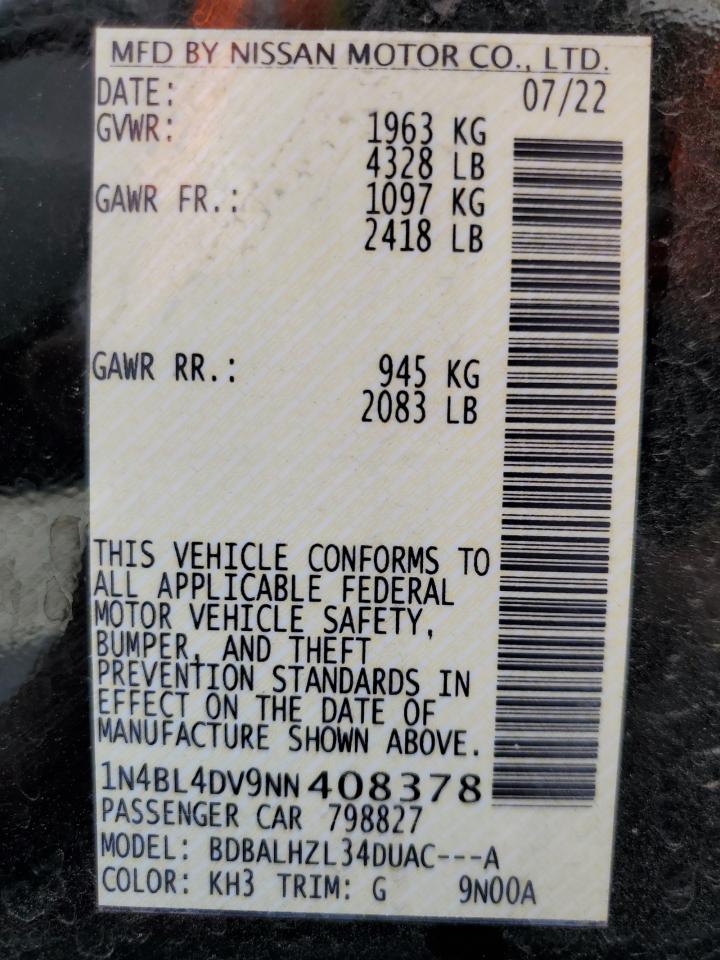 MFD BY NISSAN MOTOR CO., LTD.
DATE: 07/22
GVWR: 1963 KG
4328 LB
GAWR FR.: 1097 KG
2418 LB
GAWR RR.: 945 KG
2083 LB
THIS VEHICLE CONFORMS TO
ALL APPLICABLE FEDERAL
MOTOR VEHICLE SAFETY,
BUMPER, AND THEFT
PREVENTION STANDARDS IN
EFFECT ON THE DATE OF
MANUFACTURE SHOWN ABOVE.
1N4BL4DV9NN408378
PASSENGER CAR 798827
MODEL: BDBALHZL34DUAC---A
COLOR: KH3 TRIM: G 9N00A